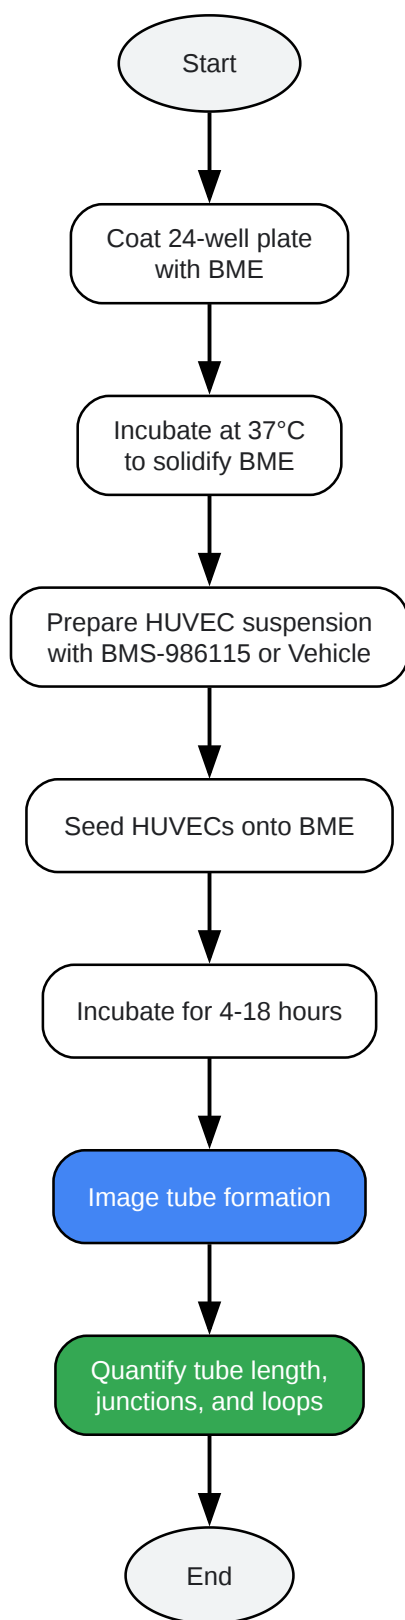 Start
Coat 24-well plate
with BME
Incubate at 37°C
to solidify BME
Prepare HUVEC suspension
with BMS-986115 or Vehicle
Seed HUVECs onto BME
Incubate for 4-18 hours
Image tube formation
Quantify tube length,
junctions, and loops
End